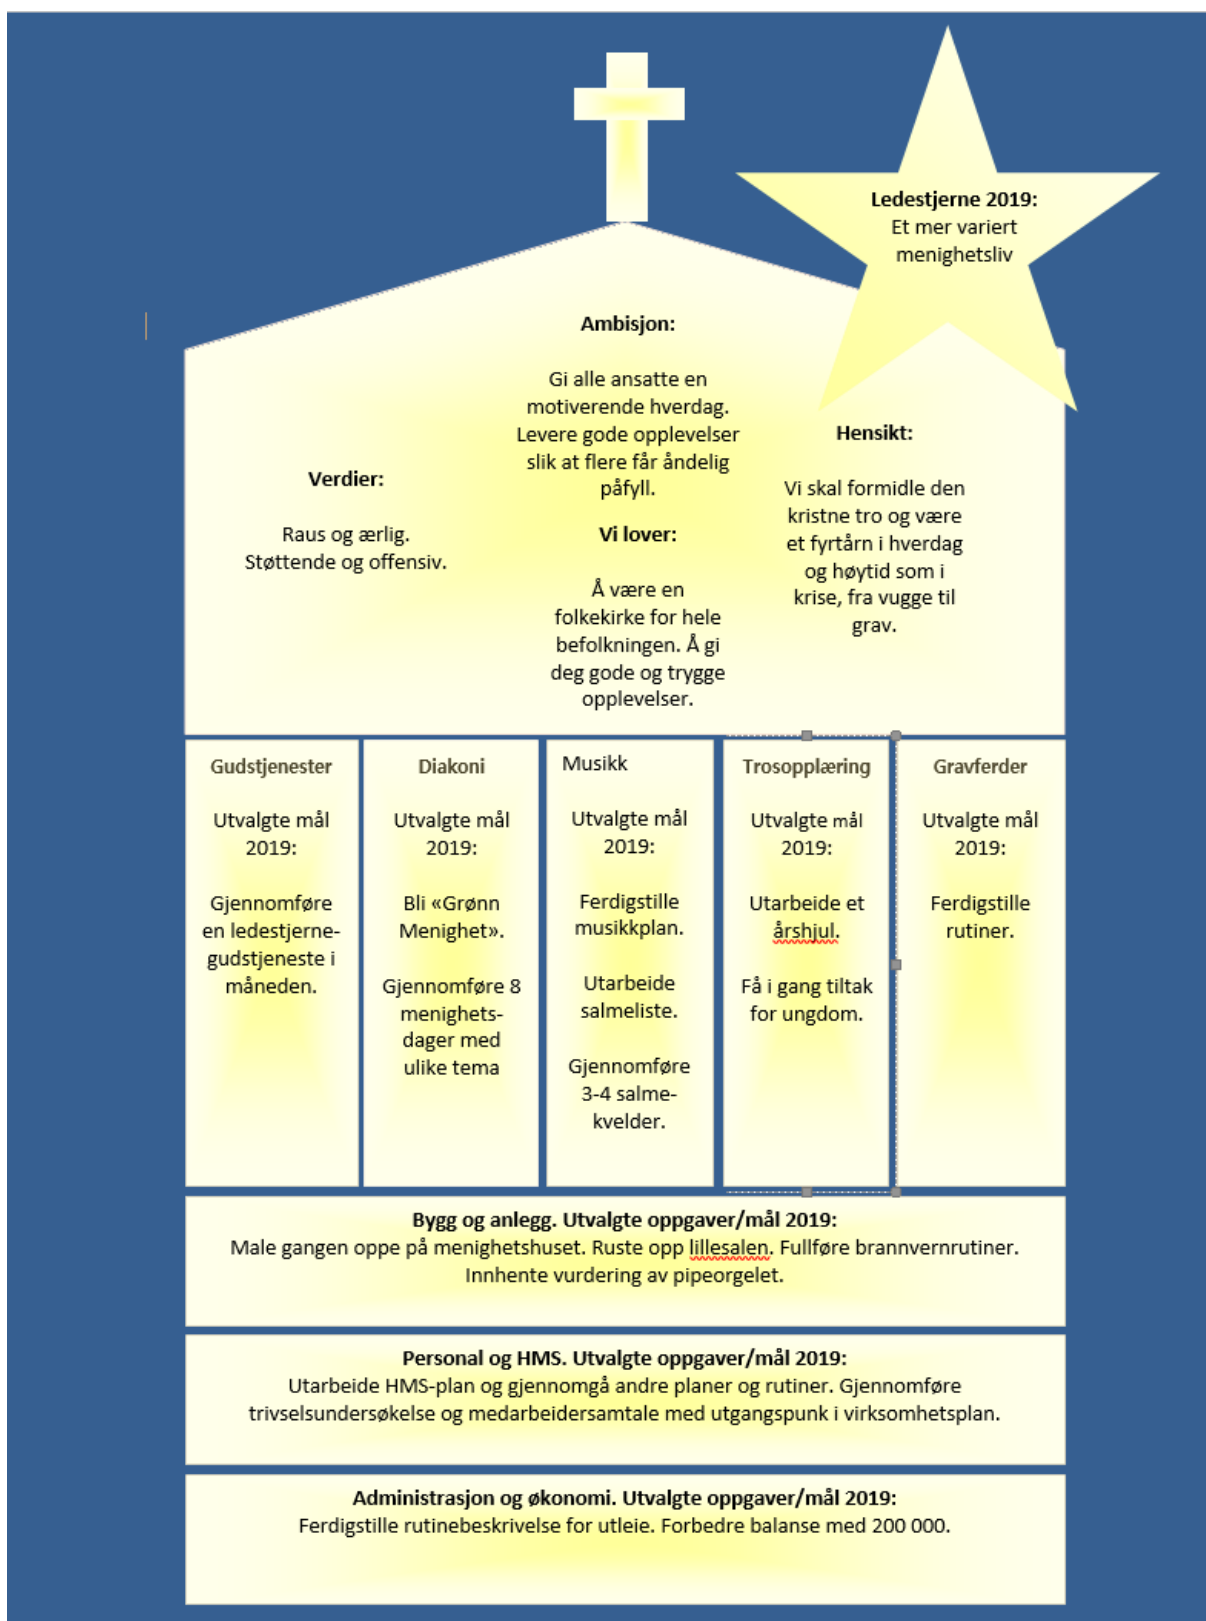 Ledestjerne 2019:
Et mer variert
menighetsliv
Ambisjon:
Gi alle ansatte en
motiverende hverdag.
Levere gode opplevelser
slik at flere får åndelig
påfyll.
Vi lover:
Å være en
folkekirke for hele
befolkningen. Å gi
deg gode og trygge
opplevelser.
Verdier:
Raus og ærlig.
Støttende og offensiv.
Hensikt:
Vi skal formidle den
kristne tro og være
et fyrtårn i hverdag
og høytid som i
krise, fra vugge til
grav.
Gudstjenester
Utvalgte mål
2019:
Gjennomføre
en ledestjerne-
gudstjeneste i
måneden.
Diakoni
Utvalgte mål
2019:
Bli «Grønn
Menighet».
Gjennomføre 8
menighets-
dager med
ulike tema
Musikk
Utvalgte mål
2019:
Ferdigstille
musikkplan.
Utarbeide
salmeliste.
Gjennomføre
3-4 salme-
kvelder.
Trosopplæring
Utvalgte mål
2019:
Utarbeide et
årshjul.
Få i gang tiltak
for ungdom.
Gravferder
Utvalgte mål
2019:
Ferdigstille
rutiner.
Bygg og anlegg. Utvalgte oppgaver/mål 2019:
Male gangen oppe på menighetshuset. Ruste opp lillesalen. Fullføre brannvernrutiner.
Innhente vurdering av pipeorgelet.
Personal og HMS. Utvalgte oppgaver/mål 2019:
Utarbeide HMS-plan og gjennomgå andre planer og rutiner. Gjennomføre
trivselsundersøkelse og medarbeidersamtale med utgangspunk i virksomhetsplan.
Administrasjon og økonomi. Utvalgte oppgaver/mål 2019:
Ferdigstille rutinebeskrivelse for utleie. Forbedre balanse med 200 000.